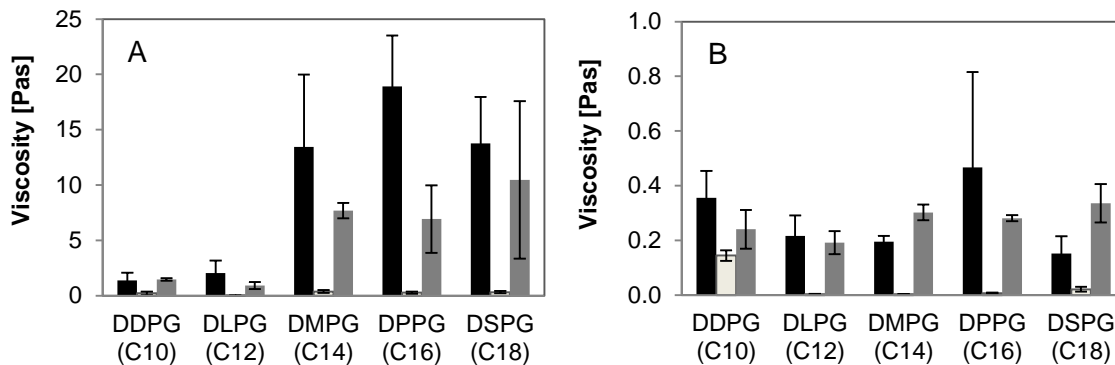 A
Viscosity [Pas]
25
20
15
10
5
0
DDPG DLPG DMPG DPPG DSPG
(C10) (C12) (C14) (C16) (C18)
B
Viscosity [Pas]
1.0
0.8
0.6
0.4
0.2
0.0
DDPG DLPG DMPG DPPG DSPG
(C10) (C12) (C14) (C16) (C18)